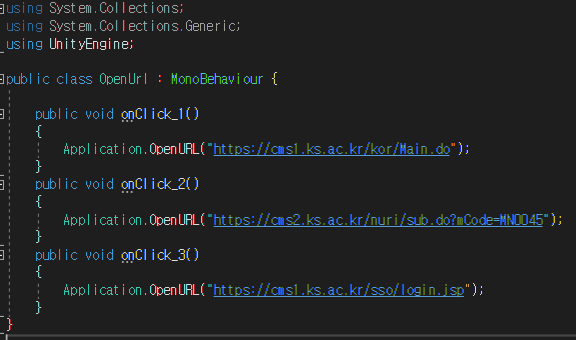 using System.Collections;
using System.Collections.Generic;
using UnityEngine;
public class OpenUrl : MonoBehaviour {
public void onClick_1()
{
Application.OpenURL("https://cms1.ks.ac.kr/kor/Main.do");
}
public void onClick_2()
{
Application.OpenURL("https://cms2.ks.ac.kr/nuri/sub.do?mCode=MN0045");
}
public void onClick_3()
{
Application.OpenURL("https://cms1.ks.ac.kr/sso/login.jsp");
}
}